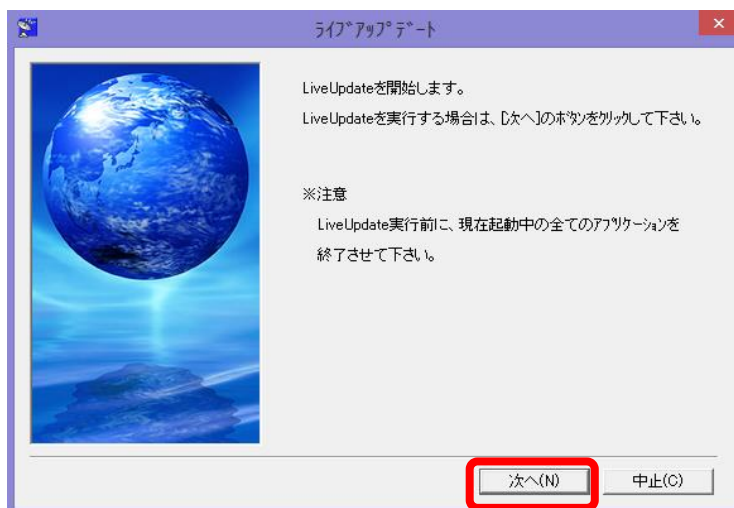 ﾗｲﾌﾞｱｯﾌﾟﾃﾞｰﾄ
LiveUpdateを開始します。
LiveUpdateを実行する場合は、[次へ]のﾎﾞﾀﾝをｸﾘｯｸして下さい。
※注意
LiveUpdate実行前に、現在起動中の全てのｱﾌﾟﾘｹｰｼｮﾝを
終了させて下さい。
次へ(N)
中止(C)